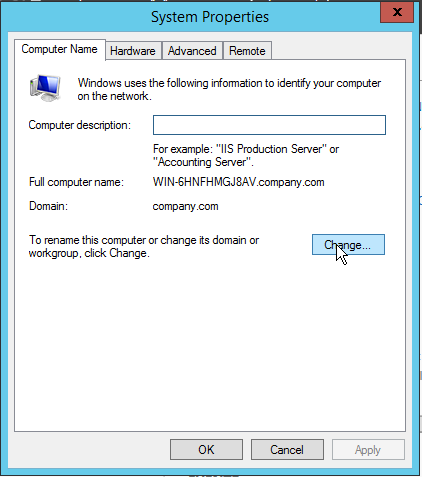 System Properties
X
Computer Name
Hardware
Advanced
Remote
Windows uses the following information to identify your computer
on the network.
Computer description:
For example: "IIS Production Server" or
"Accounting Server".
Full computer name:
WIN-6HNFHMGJ8AV.company.com
Domain:
company.com
To rename this computer or change its domain or
workgroup, click Change.
Change...
OK
Cancel
Apply